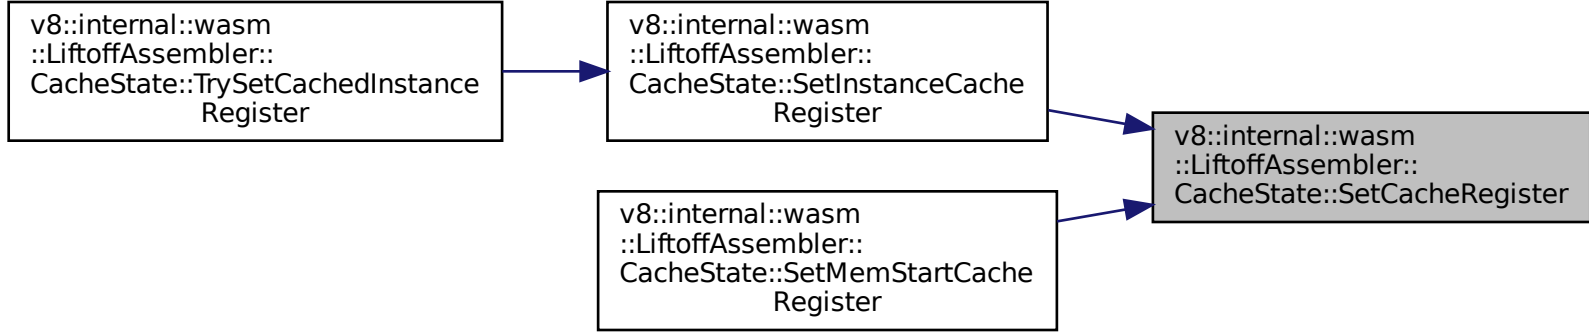 v8::internal::wasm
::LiftoffAssembler::
CacheState::TrySetCachedInstance
Register
v8::internal::wasm
::LiftoffAssembler::
CacheState::SetInstanceCache
Register
v8::internal::wasm
::LiftoffAssembler::
CacheState::SetCacheRegister
v8::internal::wasm
::LiftoffAssembler::
CacheState::SetMemStartCache
Register